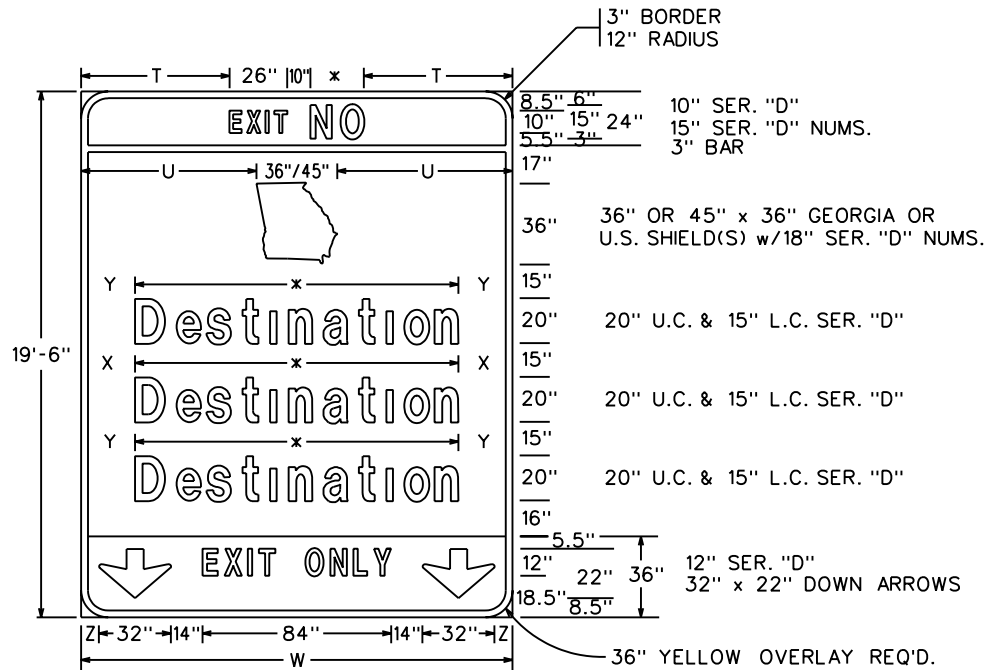 3" BORDER
12" RADIUS
T 26" 10" * T
8.5" 6"
10" 15" 24"
5.5" 3"
10" SER. "D"
15" SER. "D" NUMS.
3" BAR
EXIT NO
17"
U 36"/45" U
36"
36" OR 45" x 36" GEORGIA OR
U.S. SHIELD(S) w/18" SER. "D" NUMS.
Y * Y
15"
Destination
20" 20" U.C. & 15" L.C. SER. "D"
19'-6"
X * X
15"
Destination
20" 20" U.C. & 15" L.C. SER. "D"
Y * Y
15"
Destination
20" 20" U.C. & 15" L.C. SER. "D"
16"
5.5"
EXIT ONLY
12" 22" 36"
18.5" 8.5"
12" SER. "D"
32" x 22" DOWN ARROWS
Z 32" 14" 84" 14" 32" Z
W
36" YELLOW OVERLAY REQ'D.